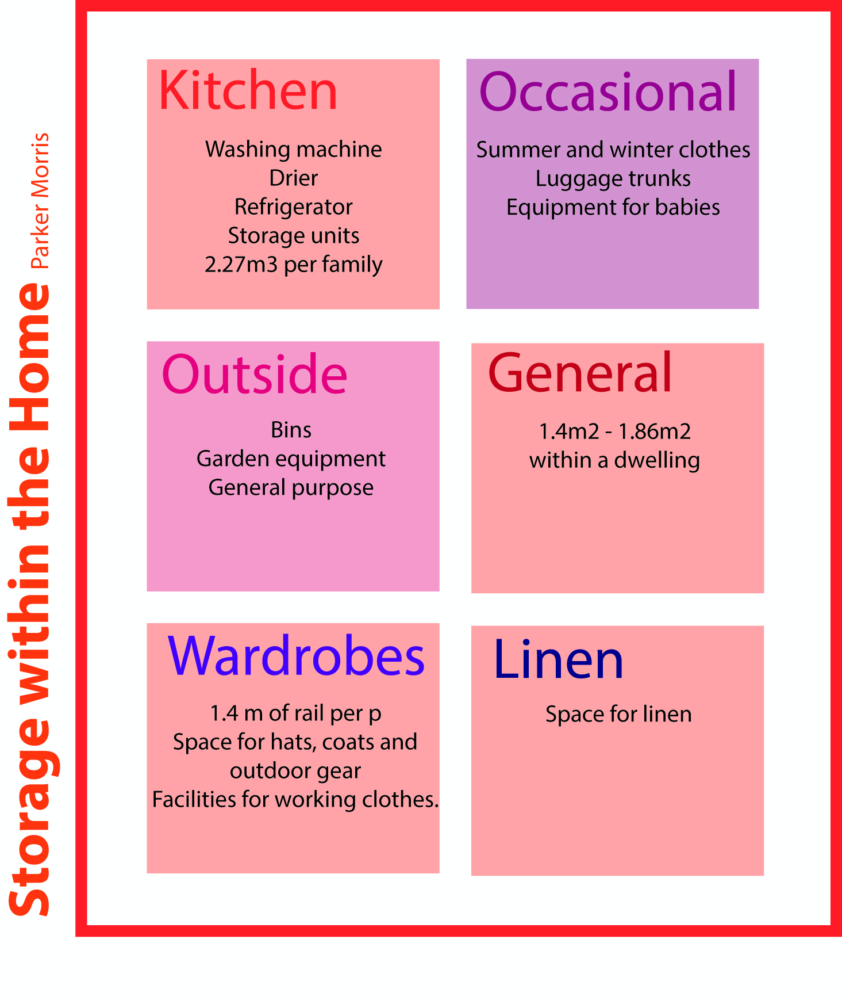 Storage within the Home Parker Morris
Kitchen
Washing machine
Drier
Refrigerator
Storage units
2.27m3 per family
Occasional
Summer and winter clothes
Luggage trunks
Equipment for babies
Outside
Bins
Garden equipment
General purpose
General
1.4m2 - 1.86m2
within a dwelling
Wardrobes
1.4 m of rail per p
Space for hats, coats and
outdoor gear
Facilities for working clothes.
Linen
Space for linen